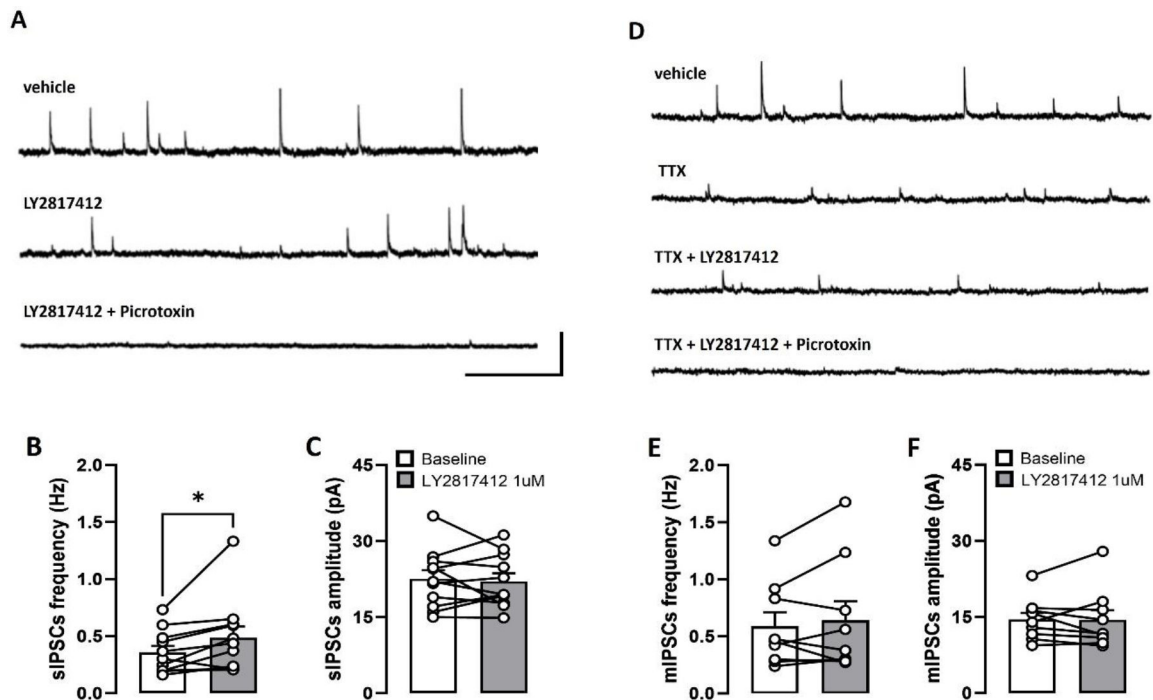 A
vehicle
LY2817412
LY2817412 + Picrotoxin
D
vehicle
TTX
TTX + LY2817412
TTX + LY2817412 + Picrotoxin
B
sIPSCs frequency (Hz)
2.0
1.5
1.0
0.5
0.0
*
C
sIPSCs amplitude (pA)
45
30
15
0
Baseline
LY2817412 1uM
E
mIPSCs frequency (Hz)
2.0
1.5
1.0
0.5
0.0
F
mIPSCs amplitude (pA)
45
30
15
0
Baseline
LY2817412 1uM